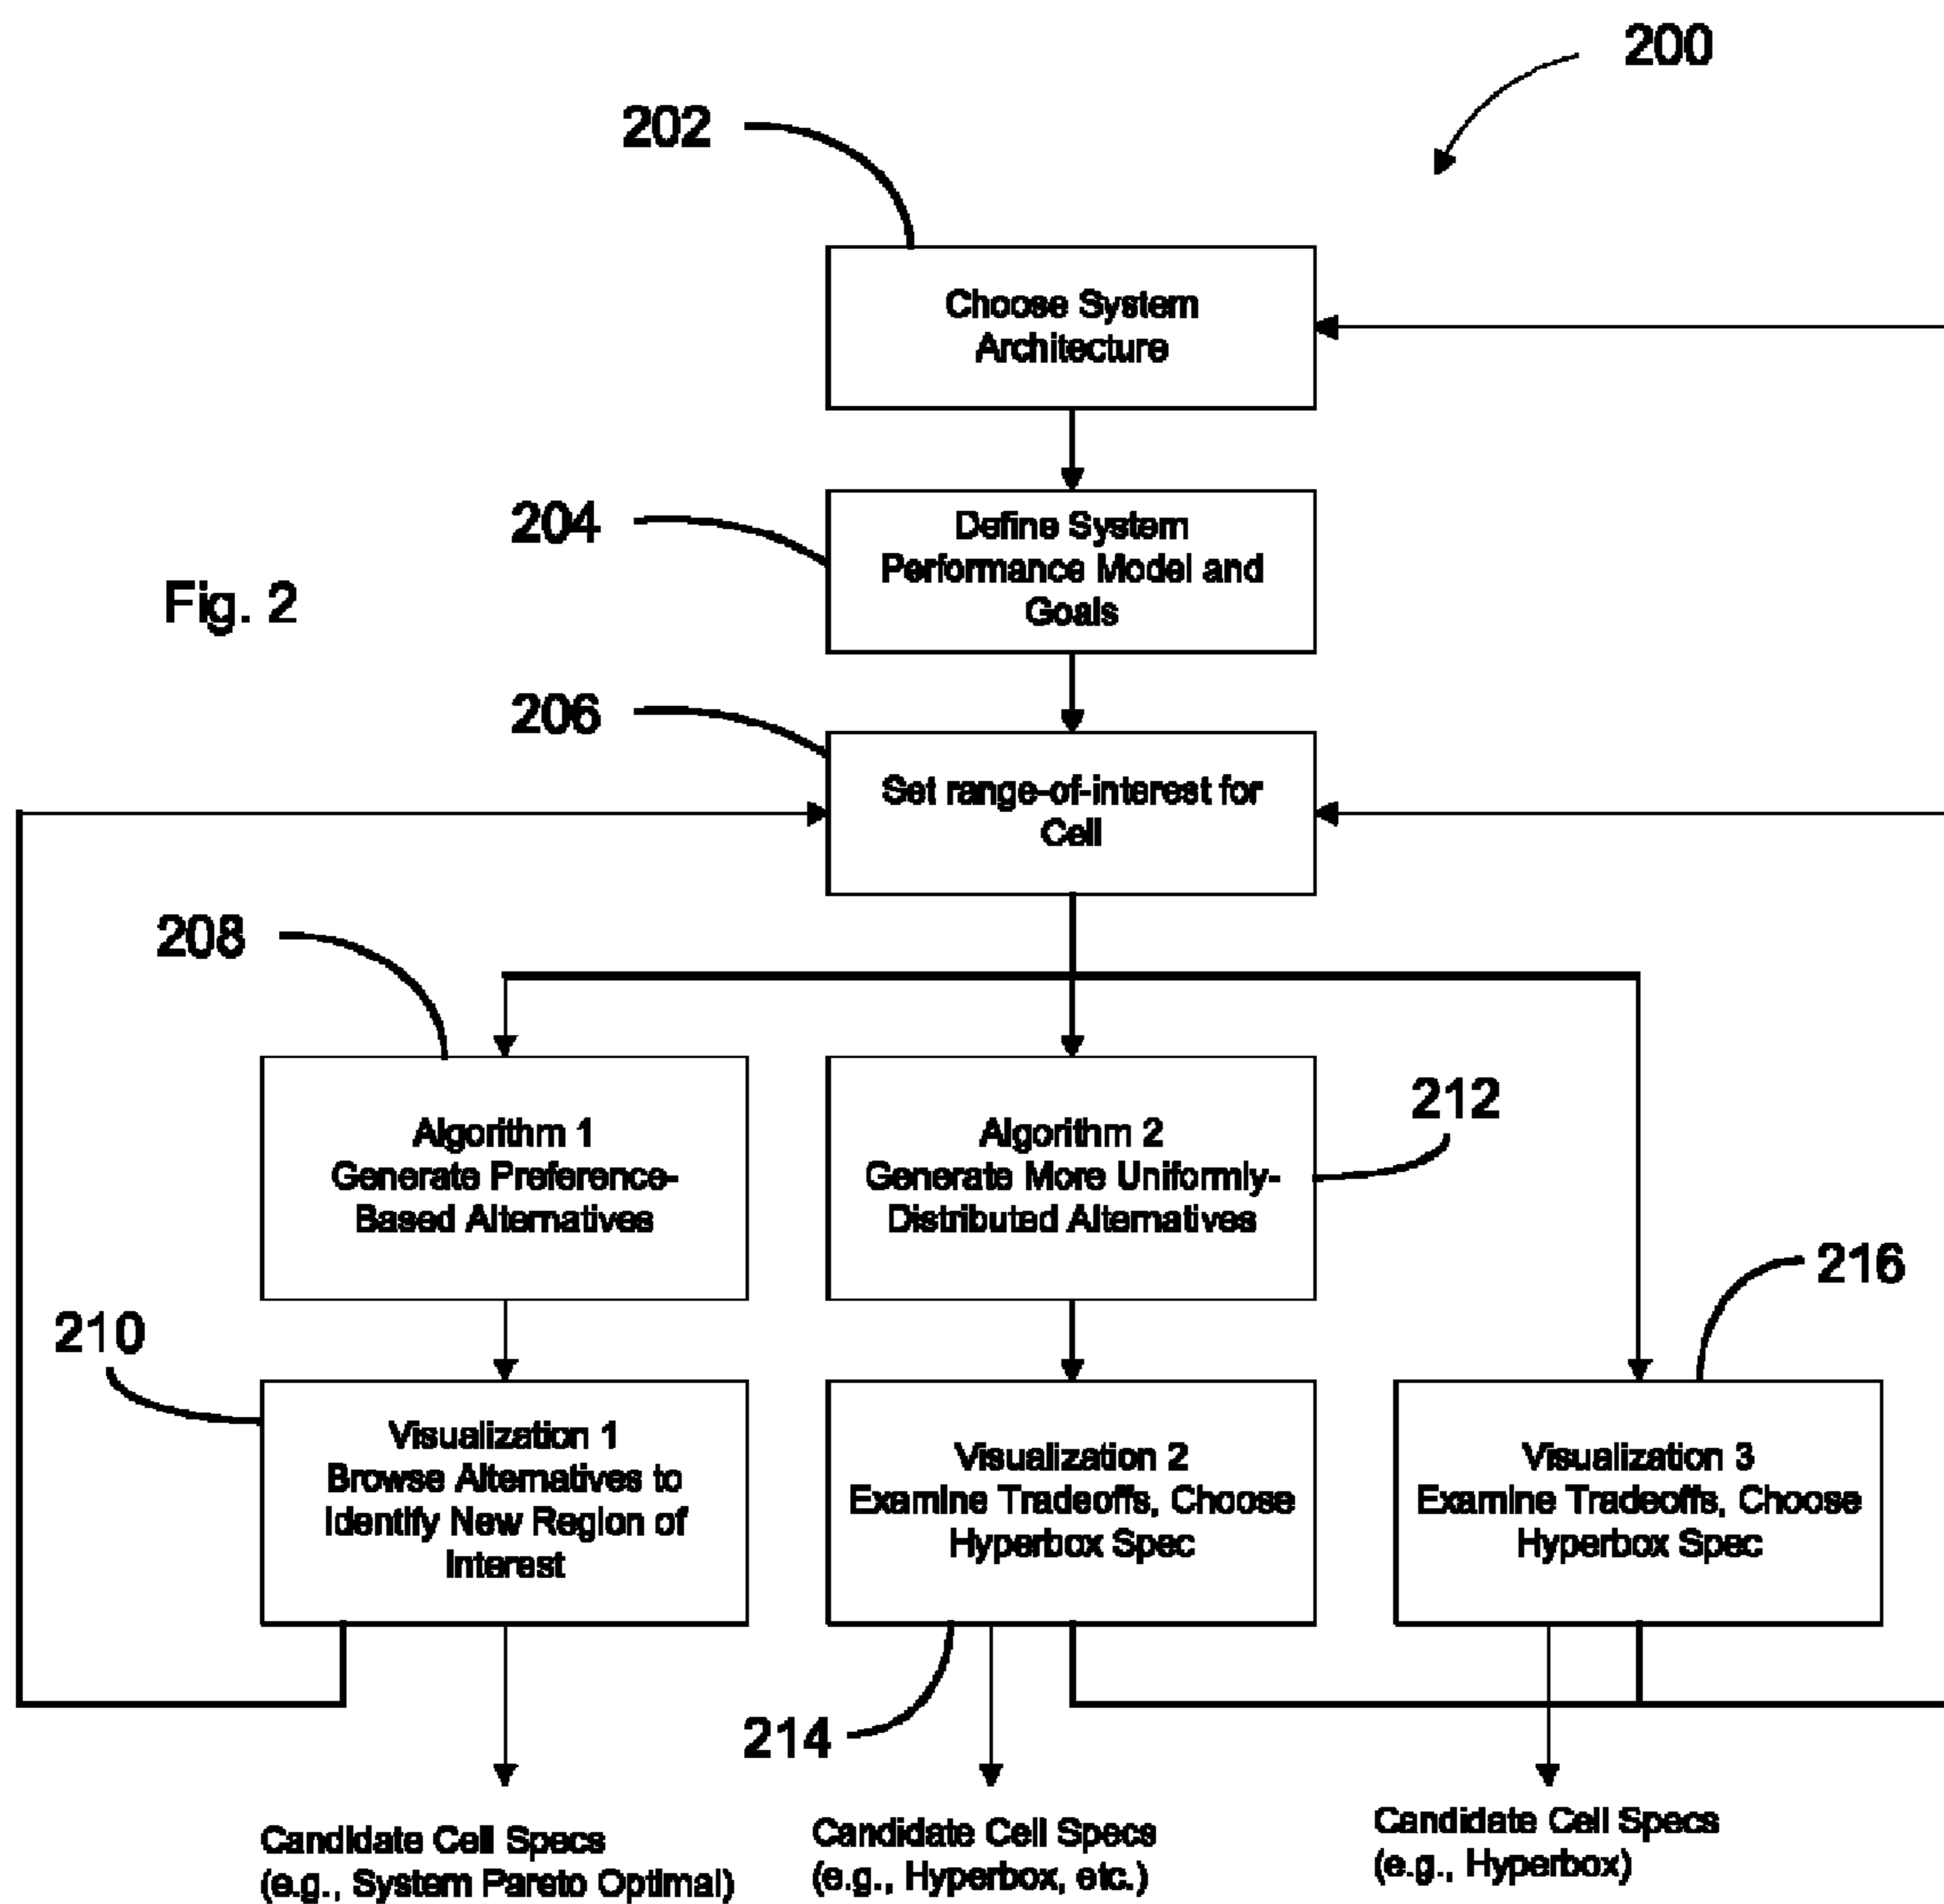 200
202
Choose System
Architecture
204
Define System
Performance Model and
Goals
Fig. 2
206
Set range-of-interest for
Cell
208
Algorithm 1
Generate Preference-
Based Alternatives
Algorithm 2
Generate More Uniformly-
Distributed Alternatives
212
216
210
Visualization 1
Browse Alternatives to
Identify New Region of
Interest
Visualization 2
Examine Tradeoffs, Choose
Hyperbox Spec
Visualization 3
Examine Tradeoffs, Choose
Hyperbox Spec
214
Candidate Cell Specs
(e.g., System Pareto Optimal)
Candidate Cell Specs
(e.g., Hyperbox, etc.)
Candidate Cell Specs
(e.g., Hyperbox)